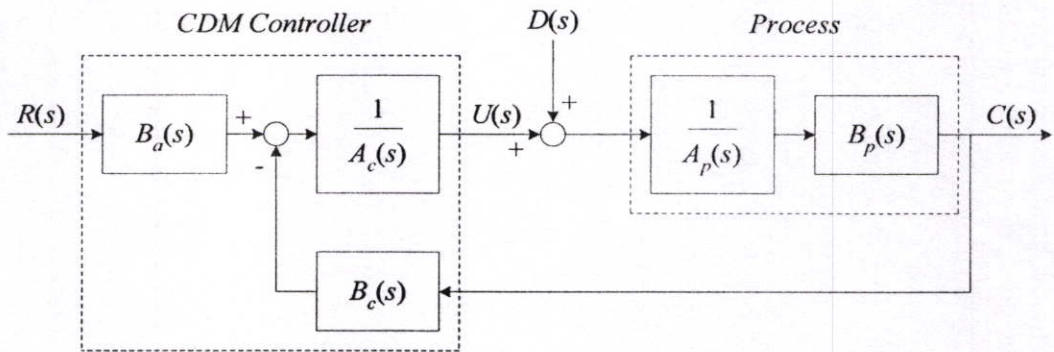 CDM Controller
D(s)
Process
R(s)
B_a(s)
+
-
1
A_c(s)
U(s)
+
+
1
A_p(s)
B_p(s)
C(s)
B_c(s)